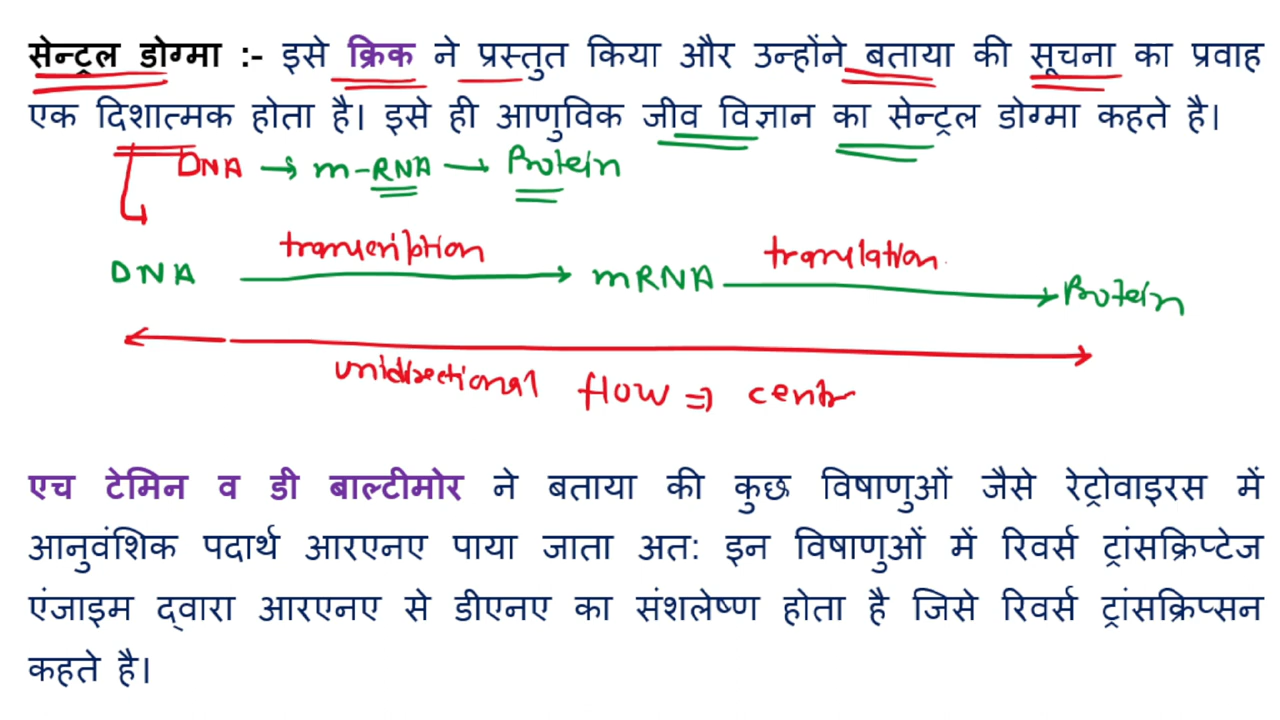 सेन्ट्रल डोग्मा :- इसे क्रिक ने प्रस्तुत किया और उन्होंने बताया की सूचना का प्रवाह
एक दिशात्मक होता है। इसे ही आणुविक जीव विज्ञान का सेन्ट्रल डोग्मा कहते है।
DNA → m-RNA → Protein
transcription translation
DNA → mRNA → Protein
unidirectional flow ⇒ centr
एच टेमिन व डी बाल्टीमोर ने बताया की कुछ विषाणुओं जैसे रेट्रोवाइरस में
आनुवंशिक पदार्थ आरएनए पाया जाता अत: इन विषाणुओं में रिवर्स ट्रांसक्रिप्टेज
एंजाइम द्वारा आरएनए से डीएनए का संशलेष्ण होता है जिसे रिवर्स ट्रांसक्रिप्सन
कहते है।